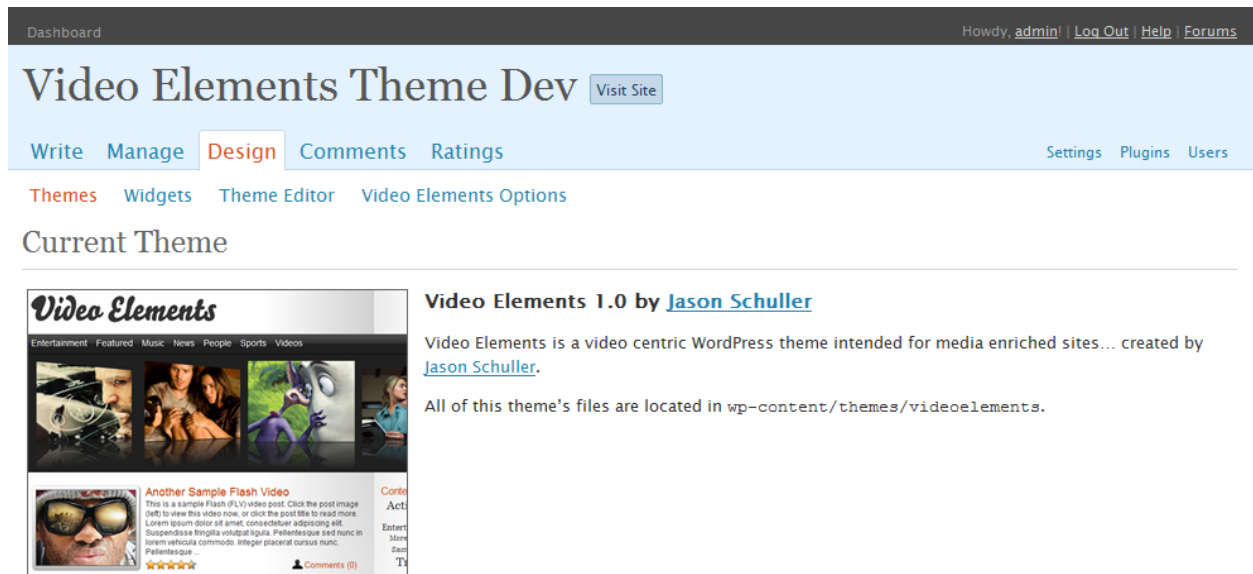 Dashboard
Howdy, admin! | Log Out | Help | Forums
Video Elements Theme Dev Visit Site
Write Manage Design Comments Ratings
Settings Plugins Users
Themes Widgets Theme Editor Video Elements Options
Current Theme
Video Elements
Entertainment Featured Music News People Sports Videos
Another Sample Flash Video
This is a sample Flash (FLV) video post. Click the post image
(left) to view this video now, or click the post title to read more.
Lorem ipsum dolor sit amet, consectetuer adipiscing elit.
Suspendisse fringilla volutpat ligula. Pellentesque sed nunc in
lorem vehicula commodo. Integer placerat cursus nunc.
Pellentesque ...
Comments (0)
Conte
Acti
Entert
More
Sam
Tr
Video Elements 1.0 by Jason Schuller
Video Elements is a video centric WordPress theme intended for media enriched sites... created by
Jason Schuller.
All of this theme's files are located in wp-content/themes/videoelements.